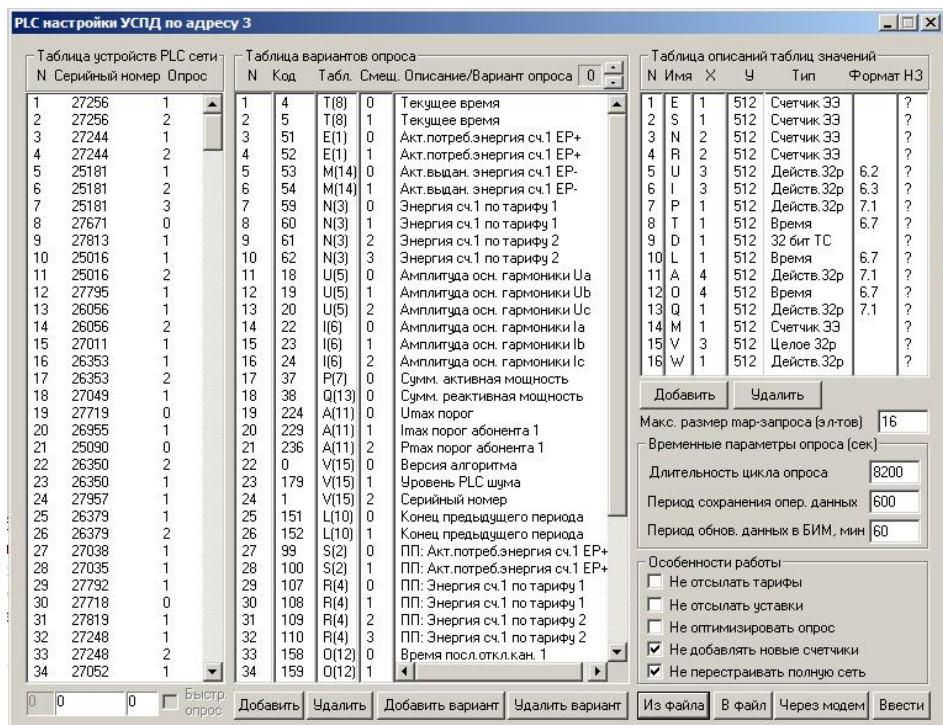 PLC настройки УСПД по адресу 3
Таблица устройств PLC сети
N Серийный номер Опрос
1 27256 1
2 27256 2
3 27244 1
4 27244 2
5 25181 1
6 25181 2
7 25181 3
8 27671 0
9 27813 1
10 25016 1
11 25016 2
12 27795 1
13 26056 1
14 26056 2
15 27011 1
16 26353 1
17 26353 2
18 27049 1
19 27719 0
20 26955 1
21 25090 0
22 26350 2
23 26350 1
24 27957 1
25 26379 1
26 26379 2
27 27038 1
28 27035 1
29 27792 1
30 27718 0
31 27819 1
32 27248 1
33 27248 2
34 27052 1
0 0 0 Быстр. опрос
Таблица вариантов опроса
N Код Табл. Смещ. Описание/Вариант опроса 0
1 4 T(8) 0 Текущее время
2 5 T(8) 1 Текущее время
3 51 E(1) 0 Акт.потреб.энергия сч.1 EP+
4 52 E(1) 1 Акт.потреб.энергия сч.1 EP+
5 53 M(14) 0 Акт.выдан. энергия сч.1 EP-
6 54 M(14) 1 Акт.выдан. энергия сч.1 EP-
7 59 N(3) 0 Энергия сч.1 по тарифу 1
8 60 N(3) 1 Энергия сч.1 по тарифу 1
9 61 N(3) 2 Энергия сч.1 по тарифу 2
10 62 N(3) 3 Энергия сч.1 по тарифу 2
11 18 U(5) 0 Амплитуда осн. гармоники Ua
12 19 U(5) 1 Амплитуда осн. гармоники Ub
13 20 U(5) 2 Амплитуда осн. гармоники Uc
14 22 I(6) 0 Амплитуда осн. гармоники Ia
15 23 I(6) 1 Амплитуда осн. гармоники Ib
16 24 I(6) 2 Амплитуда осн. гармоники Ic
17 37 P(7) 0 Сумм. активная мощность
18 38 Q(13) 0 Сумм. реактивная мощность
19 224 A(11) 0 Umax порог
20 229 A(11) 1 Imax порог абонента 1
21 236 A(11) 2 Pmax порог абонента 1
22 0 V(15) 0 Версия алгоритма
23 179 V(15) 1 Уровень PLC шума
24 1 V(15) 2 Серийный номер
25 151 L(10) 0 Конец предыдущего периода
26 152 L(10) 1 Конец предыдущего периода
27 99 S(2) 0 ПП: Акт.потреб.энергия сч.1 EP+
28 100 S(2) 1 ПП: Акт.потреб.энергия сч.1 EP+
29 107 R(4) 0 ПП: Энергия сч.1 по тарифу 1
30 108 R(4) 1 ПП: Энергия сч.1 по тарифу 1
31 109 R(4) 2 ПП: Энергия сч.1 по тарифу 2
32 110 R(4) 3 ПП: Энергия сч.1 по тарифу 2
33 158 O(12) 0 Время посл.откл.кан. 1
34 159 O(12) 1
Добавить Удалить Добавить вариант Удалить вариант
Таблица описаний таблиц значений
N Имя X У Тип Формат НЗ
1 E 1 512 Счетчик ЭЭ ?
2 S 1 512 Счетчик ЭЭ ?
3 N 2 512 Счетчик ЭЭ ?
4 R 2 512 Счетчик ЭЭ ?
5 U 3 512 Действ.32р 6.2 ?
6 I 3 512 Действ.32р 6.3 ?
7 P 1 512 Действ.32р 7.1 ?
8 T 1 512 Время 6.7 ?
9 D 1 512 32 бит ТС ?
10 L 1 512 Время 6.7 ?
11 A 4 512 Действ.32р 7.1 ?
12 O 4 512 Время 6.7 ?
13 Q 1 512 Действ.32р 7.1 ?
14 M 1 512 Счетчик ЭЭ ?
15 V 3 512 Целое 32р ?
16 W 1 512 Действ.32р ?
Добавить Удалить
Макс. размер map-запроса (эл-тов) 16
Временные параметры опроса (сек)
Длительность цикла опроса 8200
Период сохранения опер. данных 600
Период обнов. данных в БИМ, мин 60
Особенности работы
Не отсылать тарифы
Не отсылать уставки
Не оптимизировать опрос
Не добавлять новые счетчики
Не перестраивать полную сеть
Из файла В файл Через модем Ввести